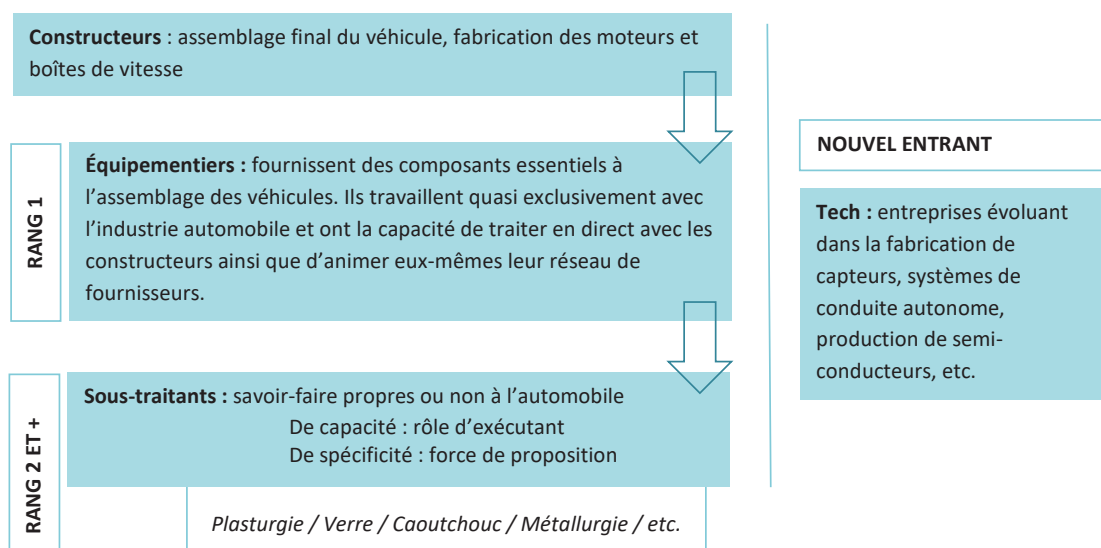 Constructeurs : assemblage final du véhicule, fabrication des moteurs et
boîtes de vitesse
RANG 1
Équipementiers : fournissent des composants essentiels à
l’assemblage des véhicules. Ils travaillent quasi exclusivement avec
l’industrie automobile et ont la capacité de traiter en direct avec les
constructeurs ainsi que d’animer eux-mêmes leur réseau de
fournisseurs.
RANG 2 ET +
Sous-traitants : savoir-faire propres ou non à l’automobile
De capacité : rôle d’exécutant
De spécificité : force de proposition
Plasturgie / Verre / Caoutchouc / Métallurgie / etc.
NOUVEL ENTRANT
Tech : entreprises évoluant
dans la fabrication de
capteurs, systèmes de
conduite autonome,
production de semi-
conducteurs, etc.